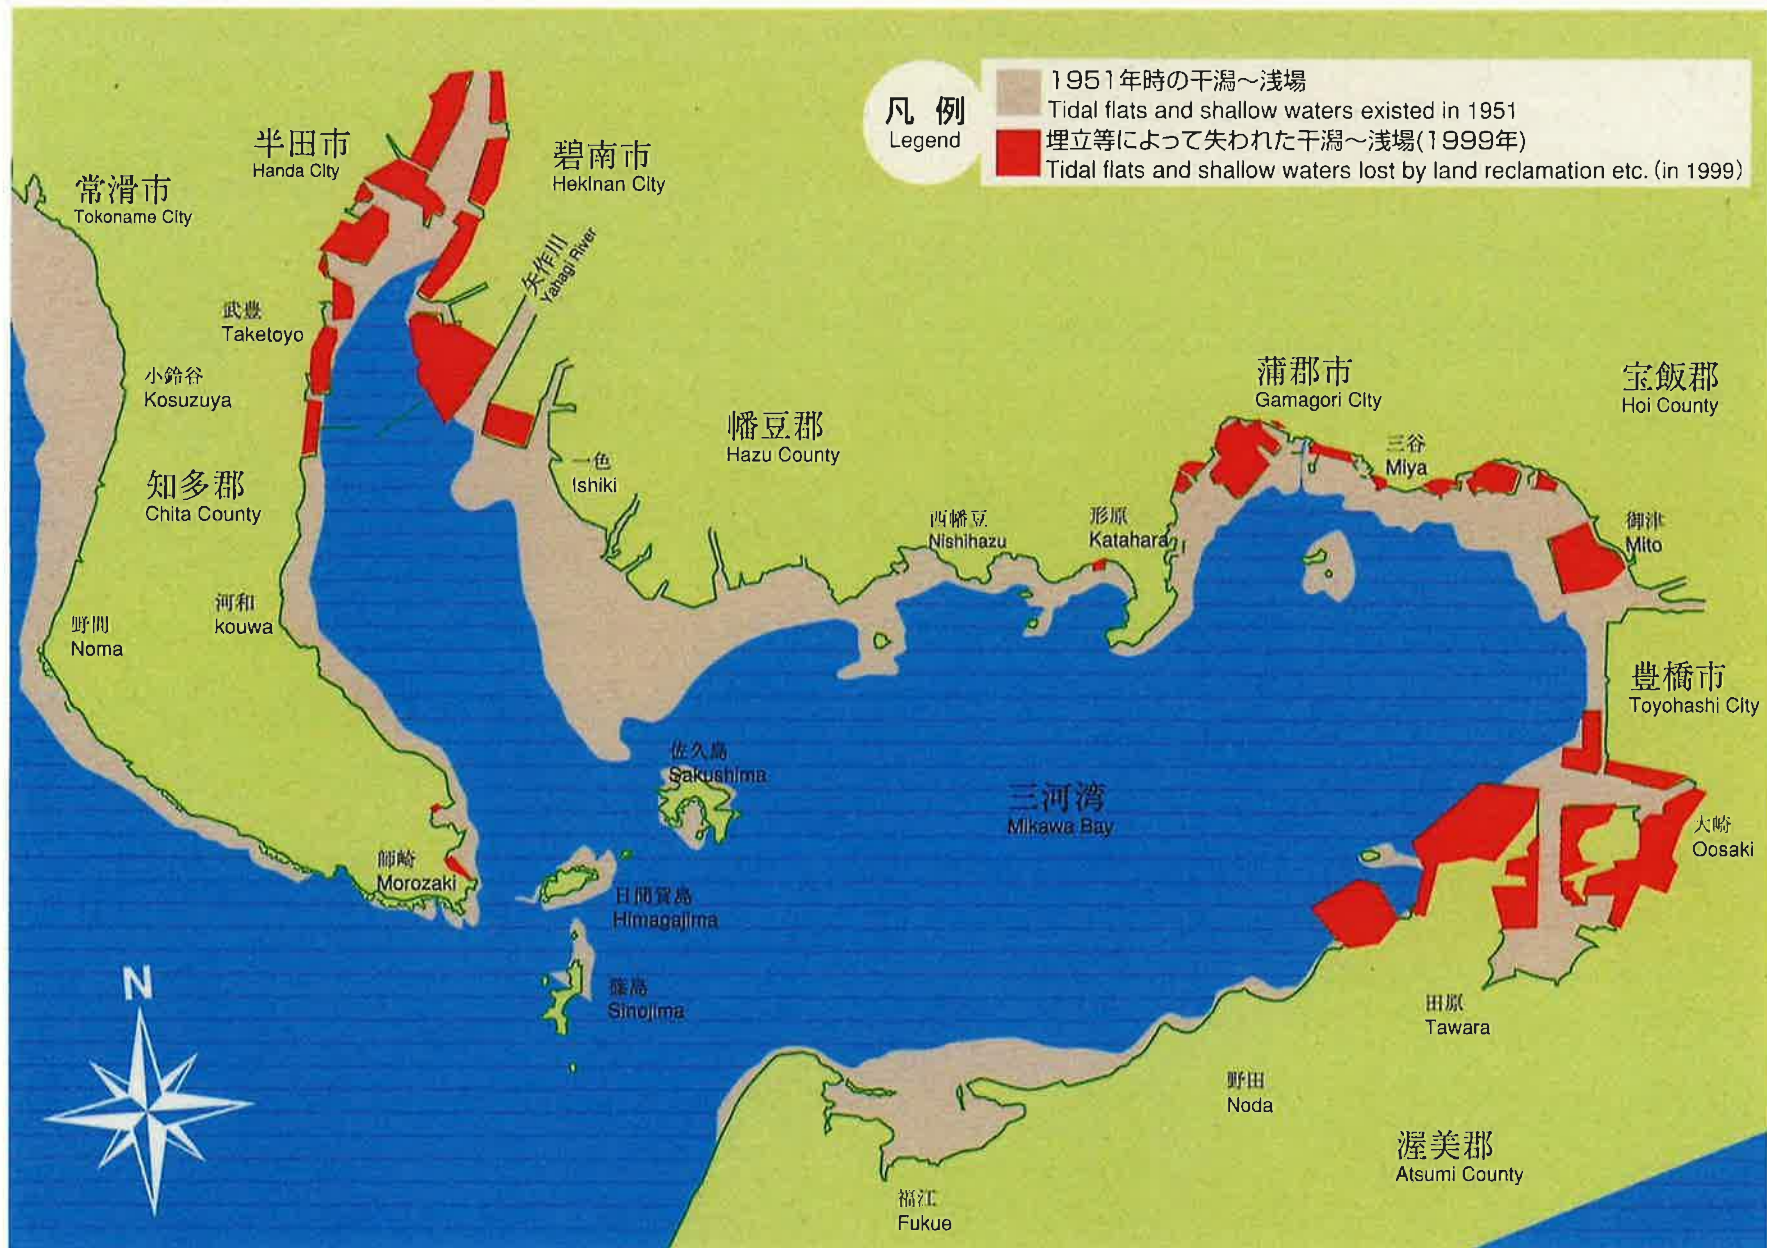 凡 例
Legend
1951年時の干潟～浅場
Tidal flats and shallow waters existed in 1951
埋立等によって失われた干潟～浅場(1999年)
Tidal flats and shallow waters lost by land reclamation etc. (in 1999)
半田市
Handa City
碧南市
Hekinan City
常滑市
Tokoname City
矢作川
Yahagi River
武豊
Taketoyo
小鈴谷
Kosuzuya
知多郡
Chita County
蒲郡市
Gamagori City
宝飯郡
Hoi County
幡豆郡
Hazu County
三谷
Miya
一色
Ishiki
西幡豆
Nishihazu
形原
Katahara
御津
Mito
河和
kouwa
野間
Noma
豊橋市
Toyohashi City
佐久島
Sakushima
三河湾
Mikawa Bay
大崎
Oosaki
師崎
Morozaki
日間賀島
Himagajima
篠島
Sinojima
N
田原
Tawara
野田
Noda
渥美郡
Atsumi County
福江
Fukue